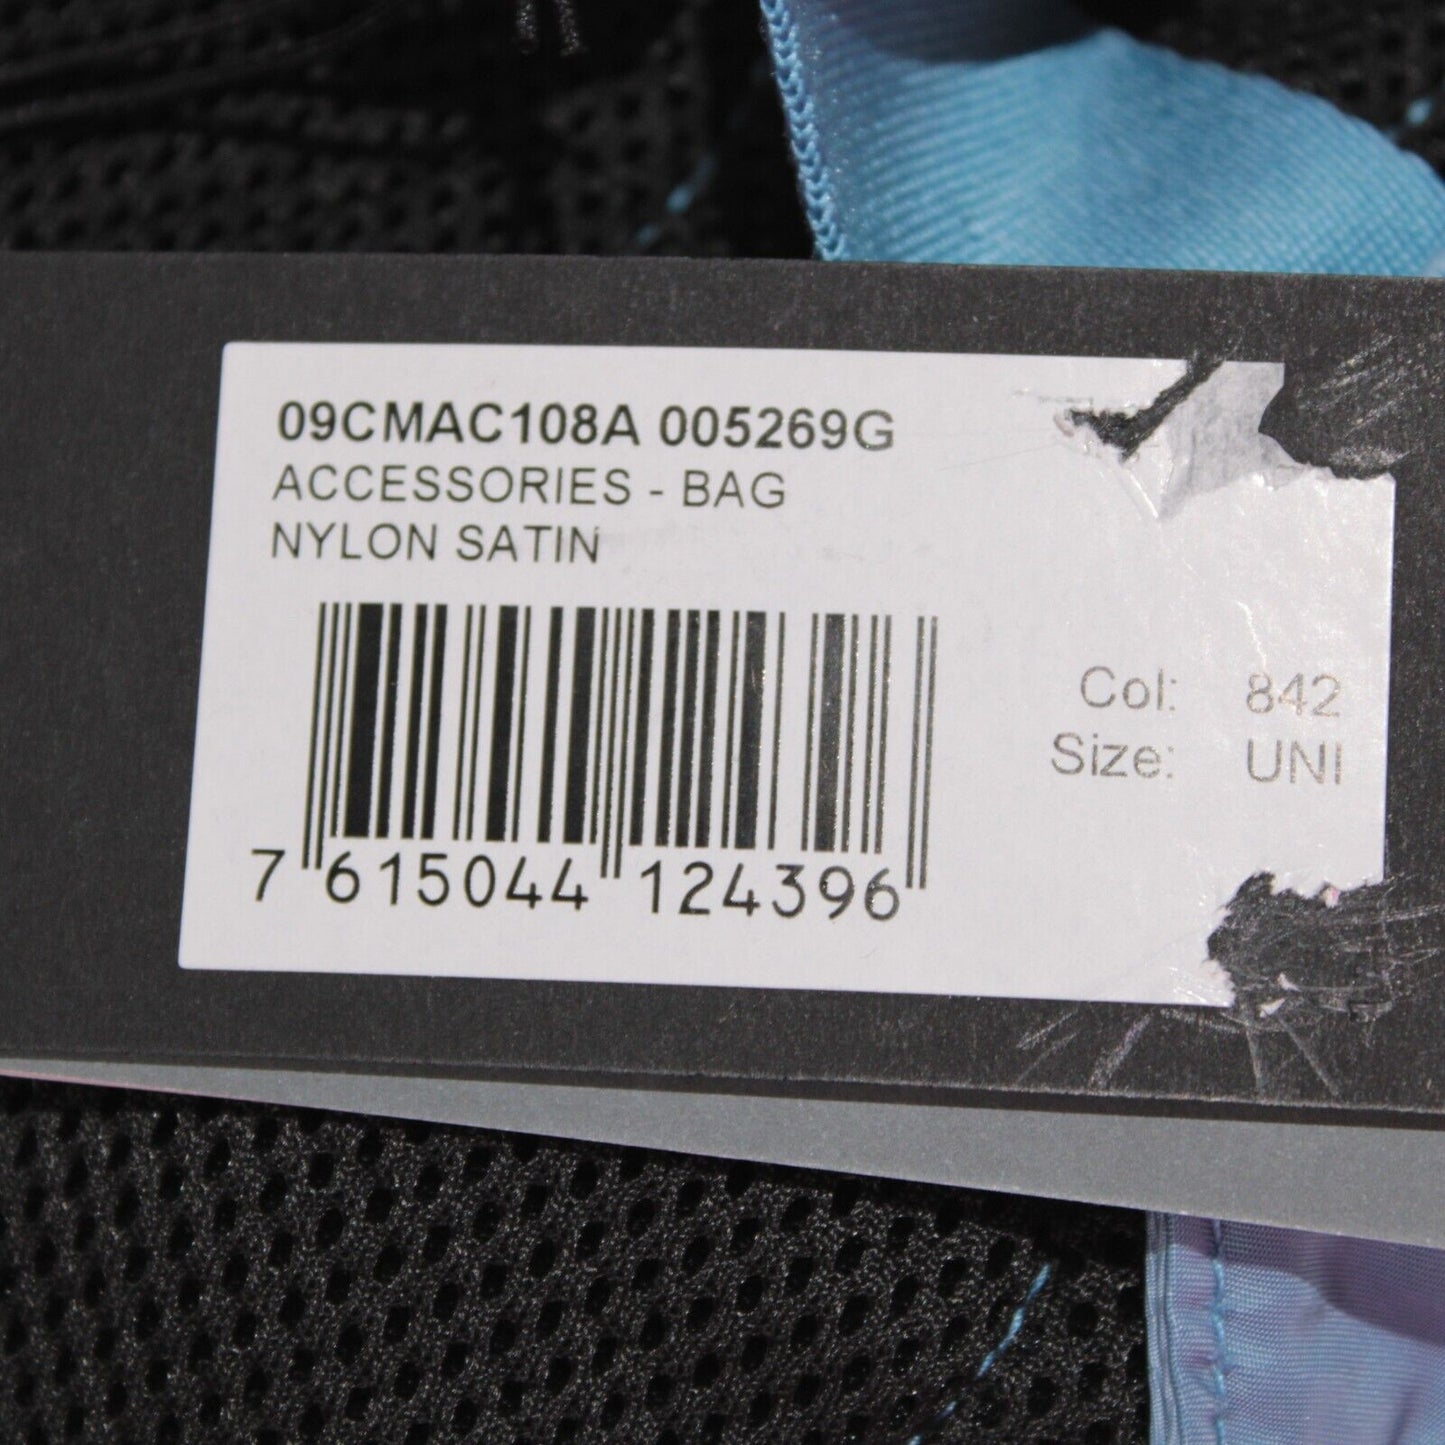 09CMAC108A 005269G
ACCESSORIES - BAG
NYLON SATIN
Col: 842
Size: UNI
7 615044 124396